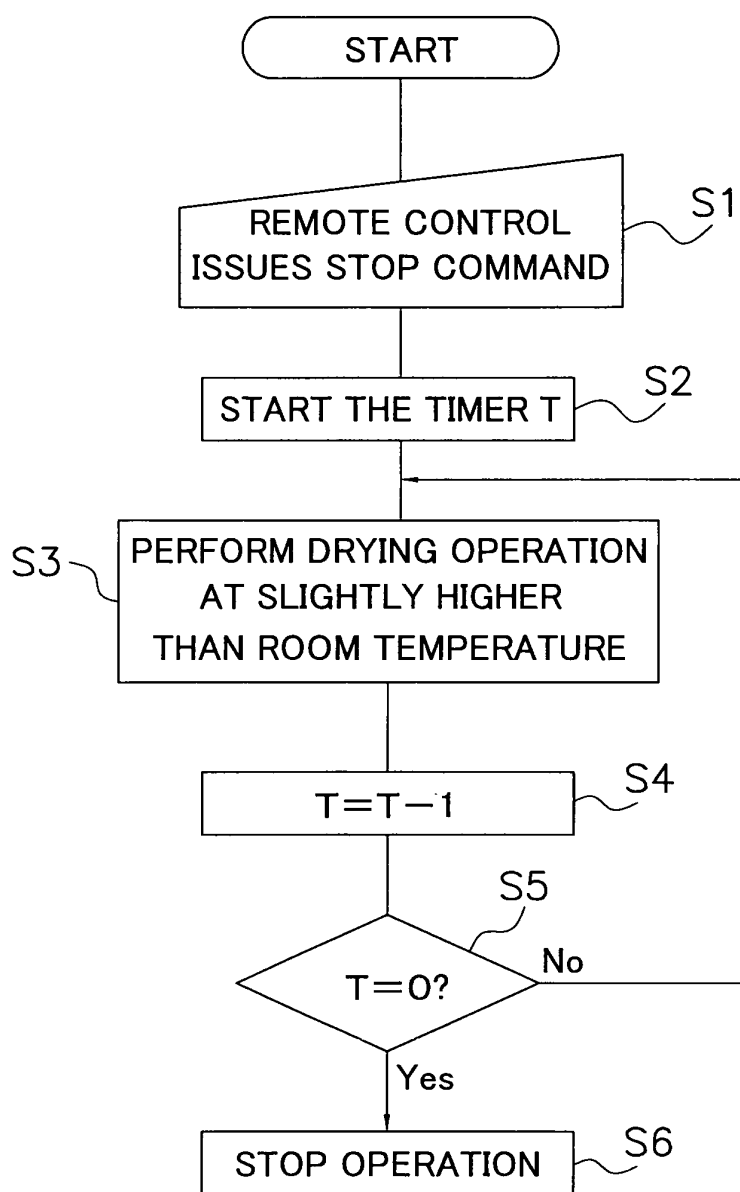 START
REMOTE CONTROL
ISSUES STOP COMMAND
S1
START THE TIMER T
S2
S3
PERFORM DRYING OPERATION
AT SLIGHTLY HIGHER
THAN ROOM TEMPERATURE
T=T-1
S4
S5
T=0?
No
Yes
STOP OPERATION
S6